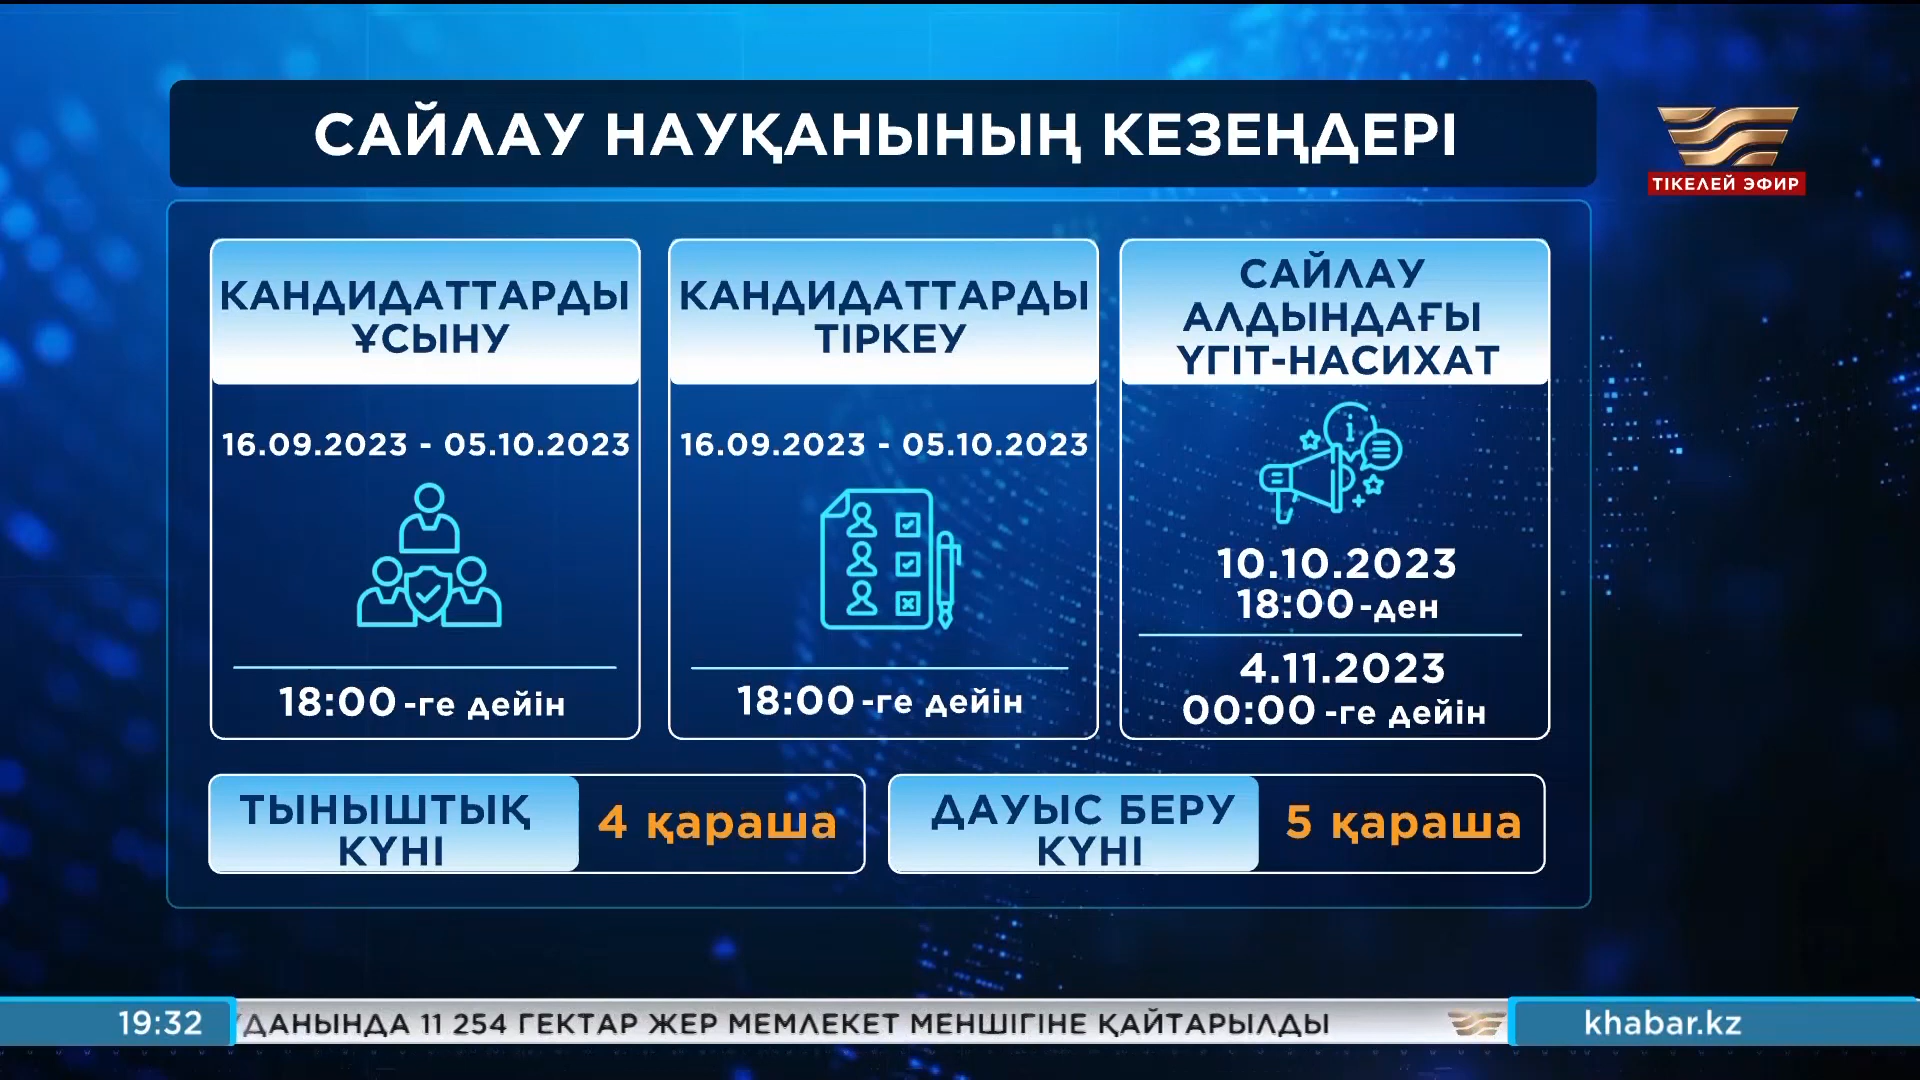 САЙЛАУ НАУҚАНЫНЫҢ КЕЗЕҢДЕРІ
ТІКЕЛЕЙ ЭФИР
КАНДИДАТТАРДЫ
ҰСЫНУ
16.09.2023 - 05.10.2023
18:00-ге дейін
КАНДИДАТТАРДЫ
ТІРКЕУ
16.09.2023 - 05.10.2023
18:00-ге дейін
САЙЛАУ
АЛДЫНДАҒЫ
ҮГІТ-НАСИХАТ
10.10.2023
18:00-ден
4.11.2023
00:00-ге дейін
ТЫНЫШТЫҚ
КҮНІ
4 қараша
ДАУЫС БЕРУ
КҮНІ
5 қараша
19:32
ДАНЫНДА 11 254 ГЕКТАР ЖЕР МЕМЛЕКЕТ МЕНШІГІНЕ ҚАЙТАРЫЛДЫ
khabar.kz